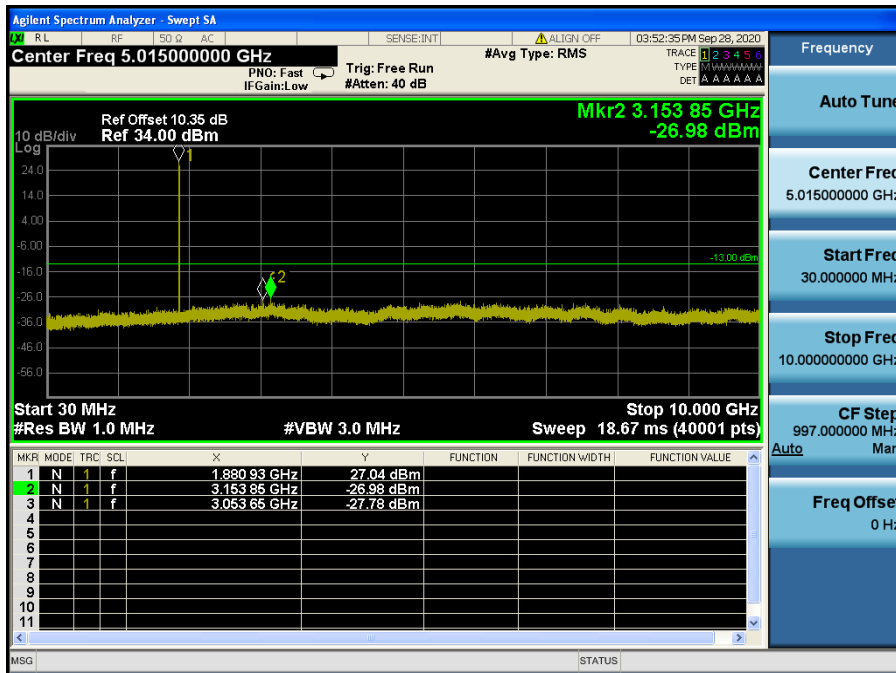 Agilent Spectrum Analyzer - Swept SA
LXI RL RF 50 Ω AC SENSE:INT ALIGN OFF 03:52:35 PM Sep 28, 2020
Center Freq 5.015000000 GHz
PNO: Fast
IFGain:Low
Trig: Free Run
#Atten: 40 dB
#Avg Type: RMS
TRACE 1 2 3 4 5 6
TYPE M WWWWW
DET A A A A A A
Mkr2 3.153 85 GHz
-26.98 dBm
Ref Offset 10.35 dB
10 dB/div Ref 34.00 dBm
Log
1
24.0
14.0
4.00
-6.00
-13.00 dBm
-16.0
2
-26.0
-36.0
-46.0
-56.0
Start 30 MHz Stop 10.000 GHz
#Res BW 1.0 MHz #VBW 3.0 MHz Sweep 18.67 ms (40001 pts)
MKR MODE TRC SCL X Y FUNCTION FUNCTION WIDTH FUNCTION VALUE
1 N 1 f 1.880 93 GHz 27.04 dBm
2 N 1 f 3.153 85 GHz -26.98 dBm
3 N 1 f 3.053 65 GHz -27.78 dBm
4
5
6
7
8
9
10
11
MSG STATUS
Frequency
Auto Tune
Center Freq
5.015000000 GHz
Start Freq
30.000000 MHz
Stop Freq
10.000000000 GHz
CF Step
997.000000 MHz
Auto Man
Freq Offset
0 Hz